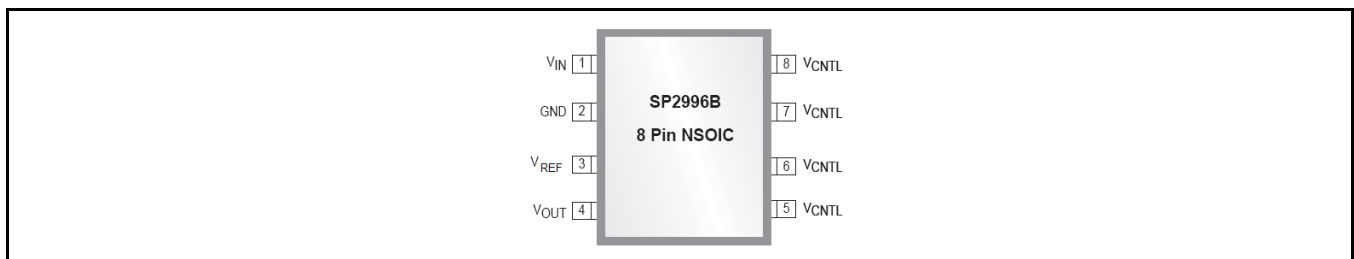 VIN 1
GND 2
VREF 3
VOUT 4
SP2996B
8 Pin NSOIC
8 VCNTL
7 VCNTL
6 VCNTL
5 VCNTL